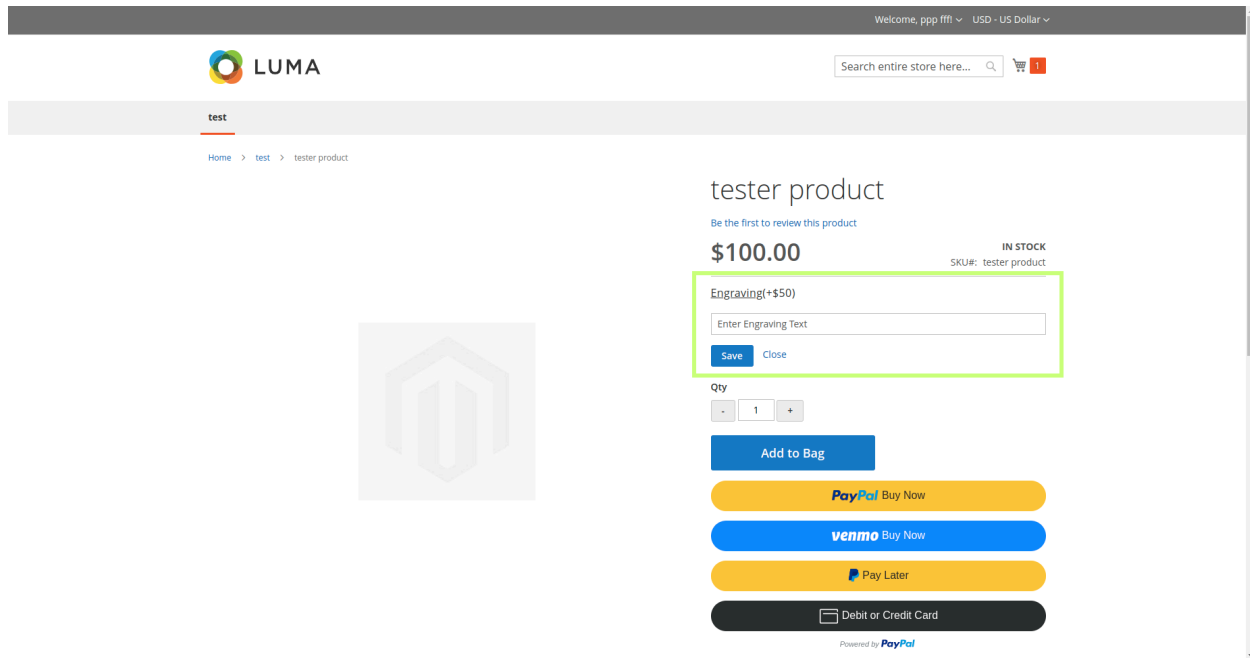 Welcome, ppp fff! USD - US Dollar
LUMA
Search entire store here... 1
test
Home > test > tester product
tester product
Be the first to review this product
$100.00
IN STOCK
SKU#: tester product
Engraving(+$50)
Enter Engraving Text
Save Close
Qty
- 1 +
Add to Bag
PayPal Buy Now
venmo Buy Now
Pay Later
Debit or Credit Card
Powered by PayPal